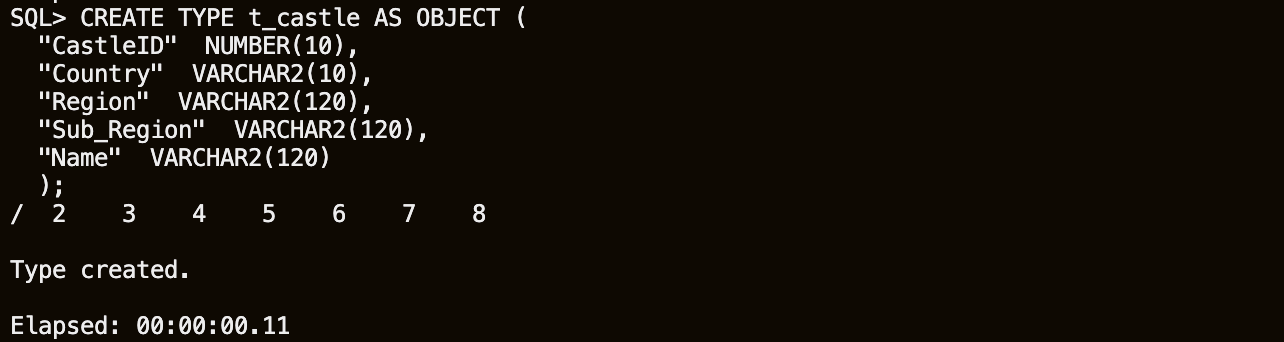 SQL> CREATE TYPE t_castle AS OBJECT (
  "CastleID"  NUMBER(10),
  "Country"  VARCHAR2(10),
  "Region"  VARCHAR2(120),
  "Sub_Region"  VARCHAR2(120),
  "Name"  VARCHAR2(120)
  );
/  2    3    4    5    6    7    8
Type created.
Elapsed: 00:00:00.11